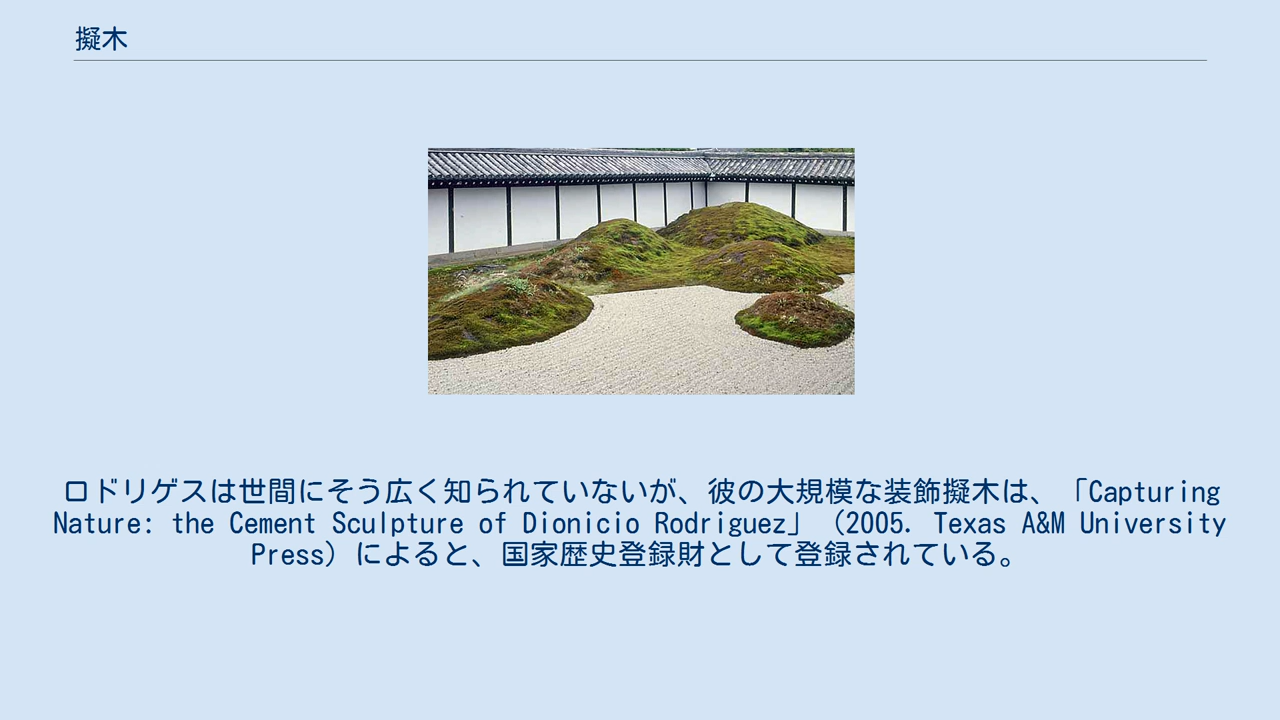 擬木
ロドリゲスは世間にそう広く知られていないが、彼の大規模な装飾擬木は、「Capturing
Nature: the Cement Sculpture of Dionicio Rodriguez」（2005. Texas A&M University
Press）によると、国家歴史登録財として登録されている。